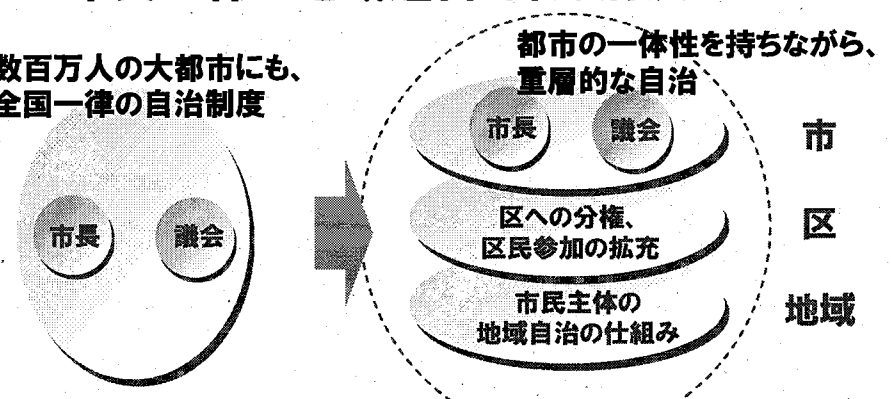 数百万人の大都市にも、
全国一律の自治制度
市長
議会
都市の一体性を持ちながら、
重層的な自治
市長
議会
市
区への分権、
区民参加の拡充
区
市民主体の
地域自治の仕組み
地域